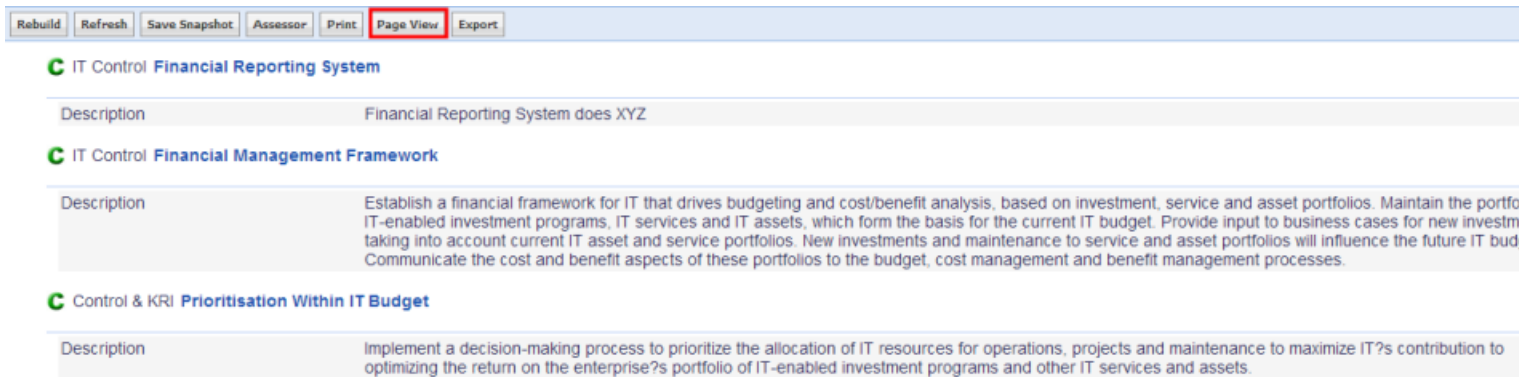 Rebuild Refresh Save Snapshot Assessor Print Page View Export
C IT Control Financial Reporting System
Description Financial Reporting System does XYZ
C IT Control Financial Management Framework
Description Establish a financial framework for IT that drives budgeting and cost/benefit analysis, based on investment, service and asset portfolios. Maintain the
IT-enabled investment programs, IT services and IT assets, which form the basis for the current IT budget. Provide input to business cases for new
taking into account current IT asset and service portfolios. New investments and maintenance to service and asset portfolios will influence the future IT
Communicate the cost and benefit aspects of these portfolios to the budget, cost management and benefit management processes.
C Control & KRI Prioritisation Within IT Budget
Description Implement a decision-making process to prioritize the allocation of IT resources for operations, projects and maintenance to maximize IT?s contribution to
optimizing the return on the enterprise?s portfolio of IT-enabled investment programs and other IT services and assets.